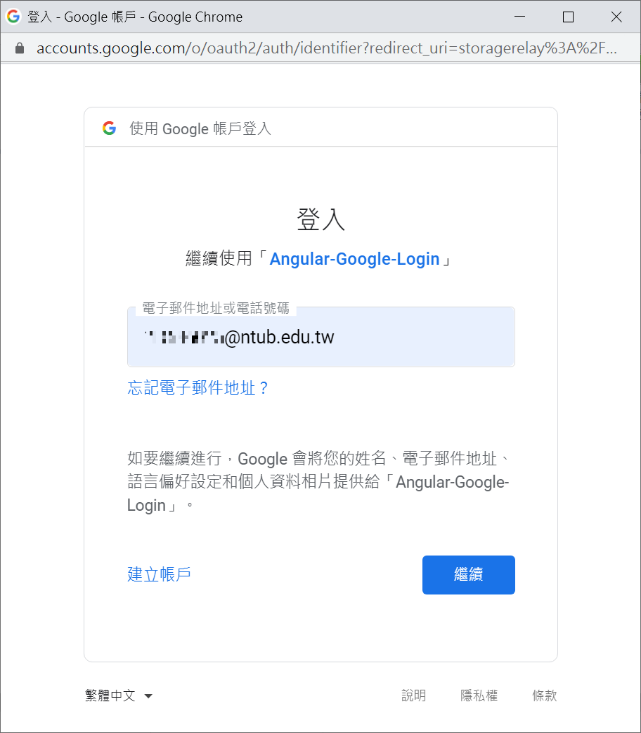 登入 - Google 帳戶 - Google Chrome
accounts.google.com/o/oauth2/auth/identifier?redirect_uri=storagerelay%3A%2F...
使用 Google 帳戶登入
登入
繼續使用「Angular-Google-Login」
電子郵件地址或電話號碼
@ntub.edu.tw
忘記電子郵件地址？
如要繼續進行，Google 會將您的姓名、電子郵件地址、
語言偏好設定和個人資料相片提供給「Angular-Google-
Login」。
建立帳戶
繼續
繁體中文
說明
隱私權
條款